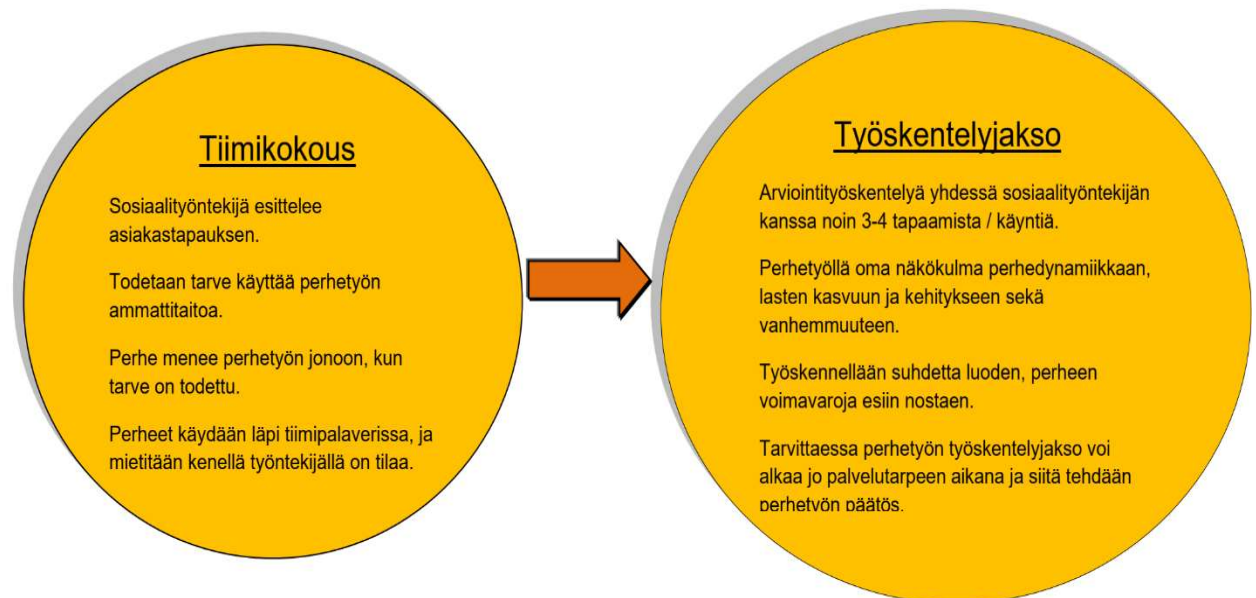 Tiimikokous
Sosiaalityöntekijä esittelee
asiakastapauksen.
Todetaan tarve käyttää perhetyön
ammattitaitoa.
Perhe menee perhetyön jonoon, kun
tarve on todettu.
Perheet käydään läpi tiimipalaverissa, ja
mietitään kenellä työntekijällä on tilaa.
Työskentelyjakso
Arviointityöskentelyä yhdessä sosiaalityöntekijän
kanssa noin 3-4 tapaamista / käyntiä.
Perhetyöllä oma näkökulma perhedynamiikkaan,
lasten kasvuun ja kehitykseen sekä
vanhemmuuteen.
Työskennellään suhdetta luoden, perheen
voimavaroja esiin nostaen.
Tarvittaessa perhetyön työskentelyjakso voi
alkaa jo palvelutarpeen aikana ja siitä tehdään
perhetyön päätös.